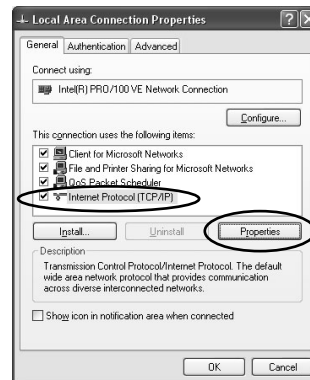 Local Area Connection Properties
General Authentication Advanced
Connect using:
Intel(R) PRO/100 VE Network Connection
Configure...
This connection uses the following items:
Client for Microsoft Networks
File and Printer Sharing for Microsoft Networks
QoS Packet Scheduler
Internet Protocol (TCP/IP)
Install... Uninstall Properties
Description
Transmission Control Protocol/Internet Protocol. The default
wide area network protocol that provides communication
across diverse interconnected networks.
Show icon in notification area when connected
OK Cancel